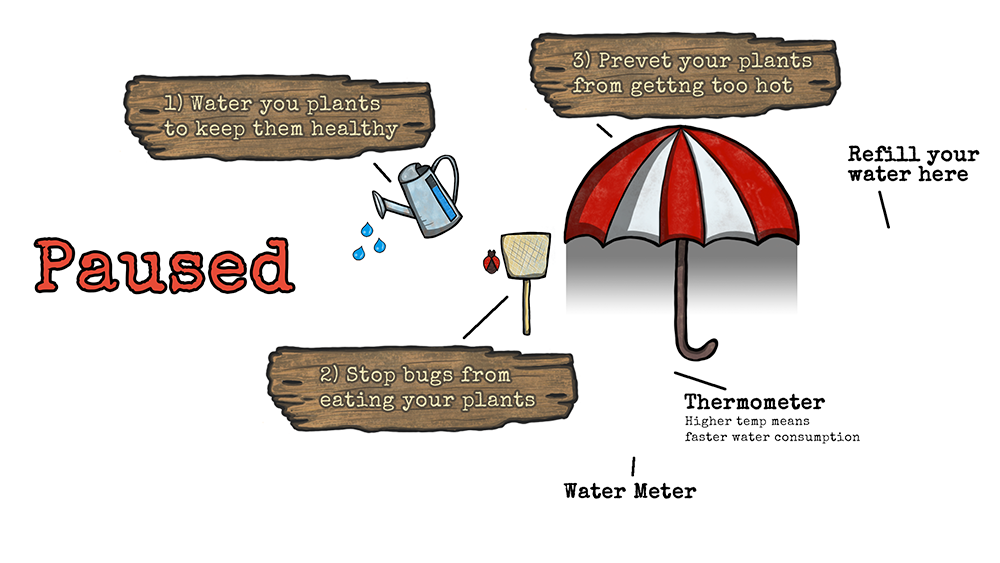 1) Water you plants
to keep them healthy
3) Prevet your plants
from gettng too hot
Refill your
water here
Paused
2) Stop bugs from
eating your plants
Thermometer
Higher temp means
faster water consumption
Water Meter